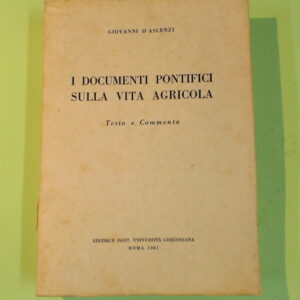 GIOVANNI D'ASCENZI
I DOCUMENTI PONTIFICI
SULLA VITA AGRICOLA
Testo e Commento
EDITRICE PONT. UNIVERSITÀ GREGORIANA
ROMA 1961